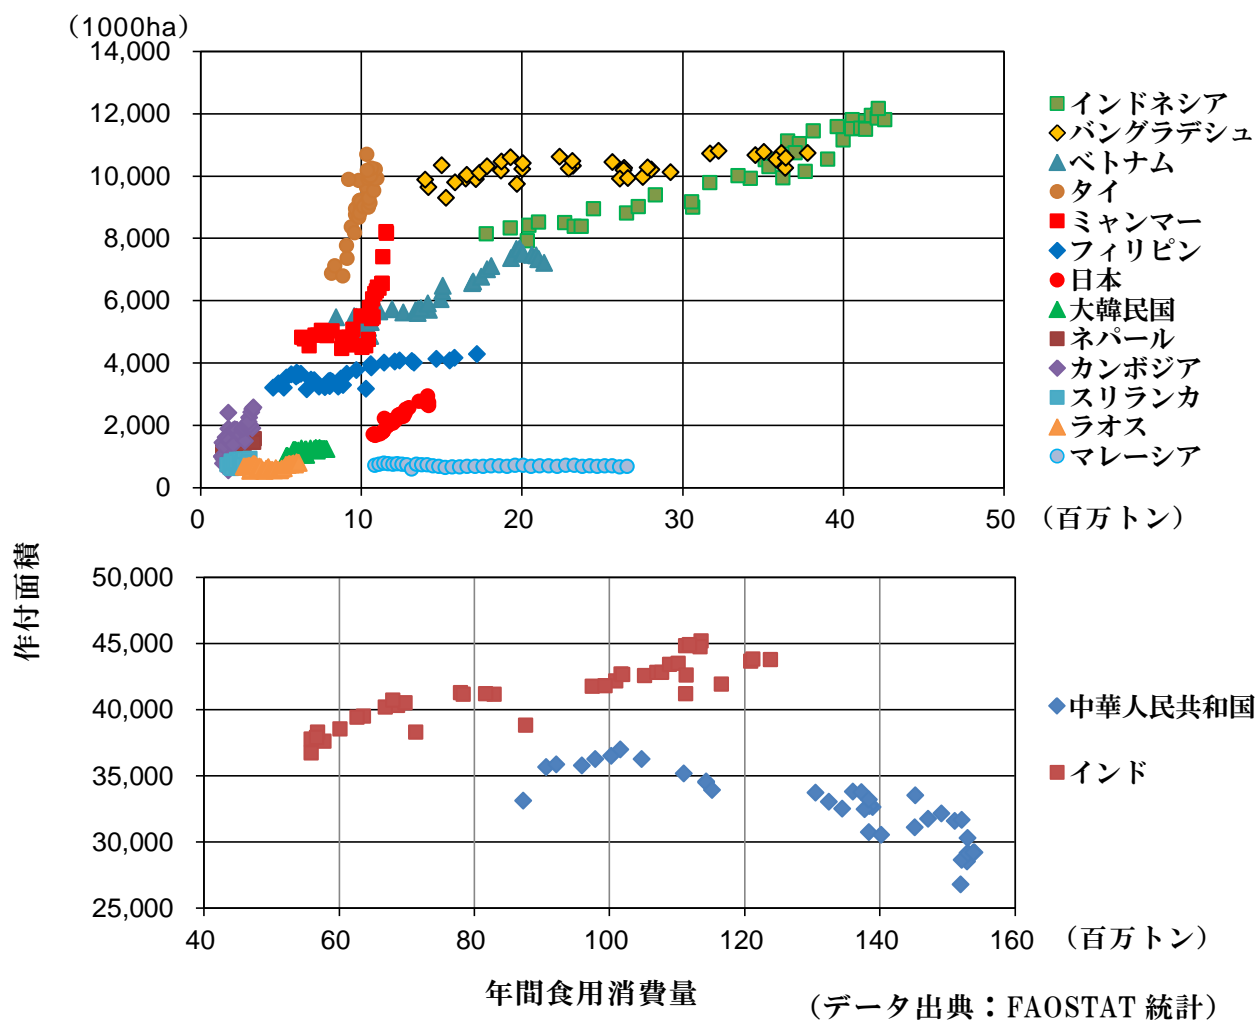 （1000ha）
14,000
12,000
10,000
8,000
6,000
4,000
2,000
0
0 10 20 30 40 50 （百万トン）
インドネシア
バングラデシュ
ベトナム
タイ
ミャンマー
フィリピン
日本
大韓民国
ネパール
カンボジア
スリランカ
ラオス
マレーシア
作付面積
50,000
45,000
40,000
35,000
30,000
25,000
40 60 80 100 120 140 160 （百万トン）
中華人民共和国
インド
年間食用消費量
（データ出典：FAOSTAT 統計）